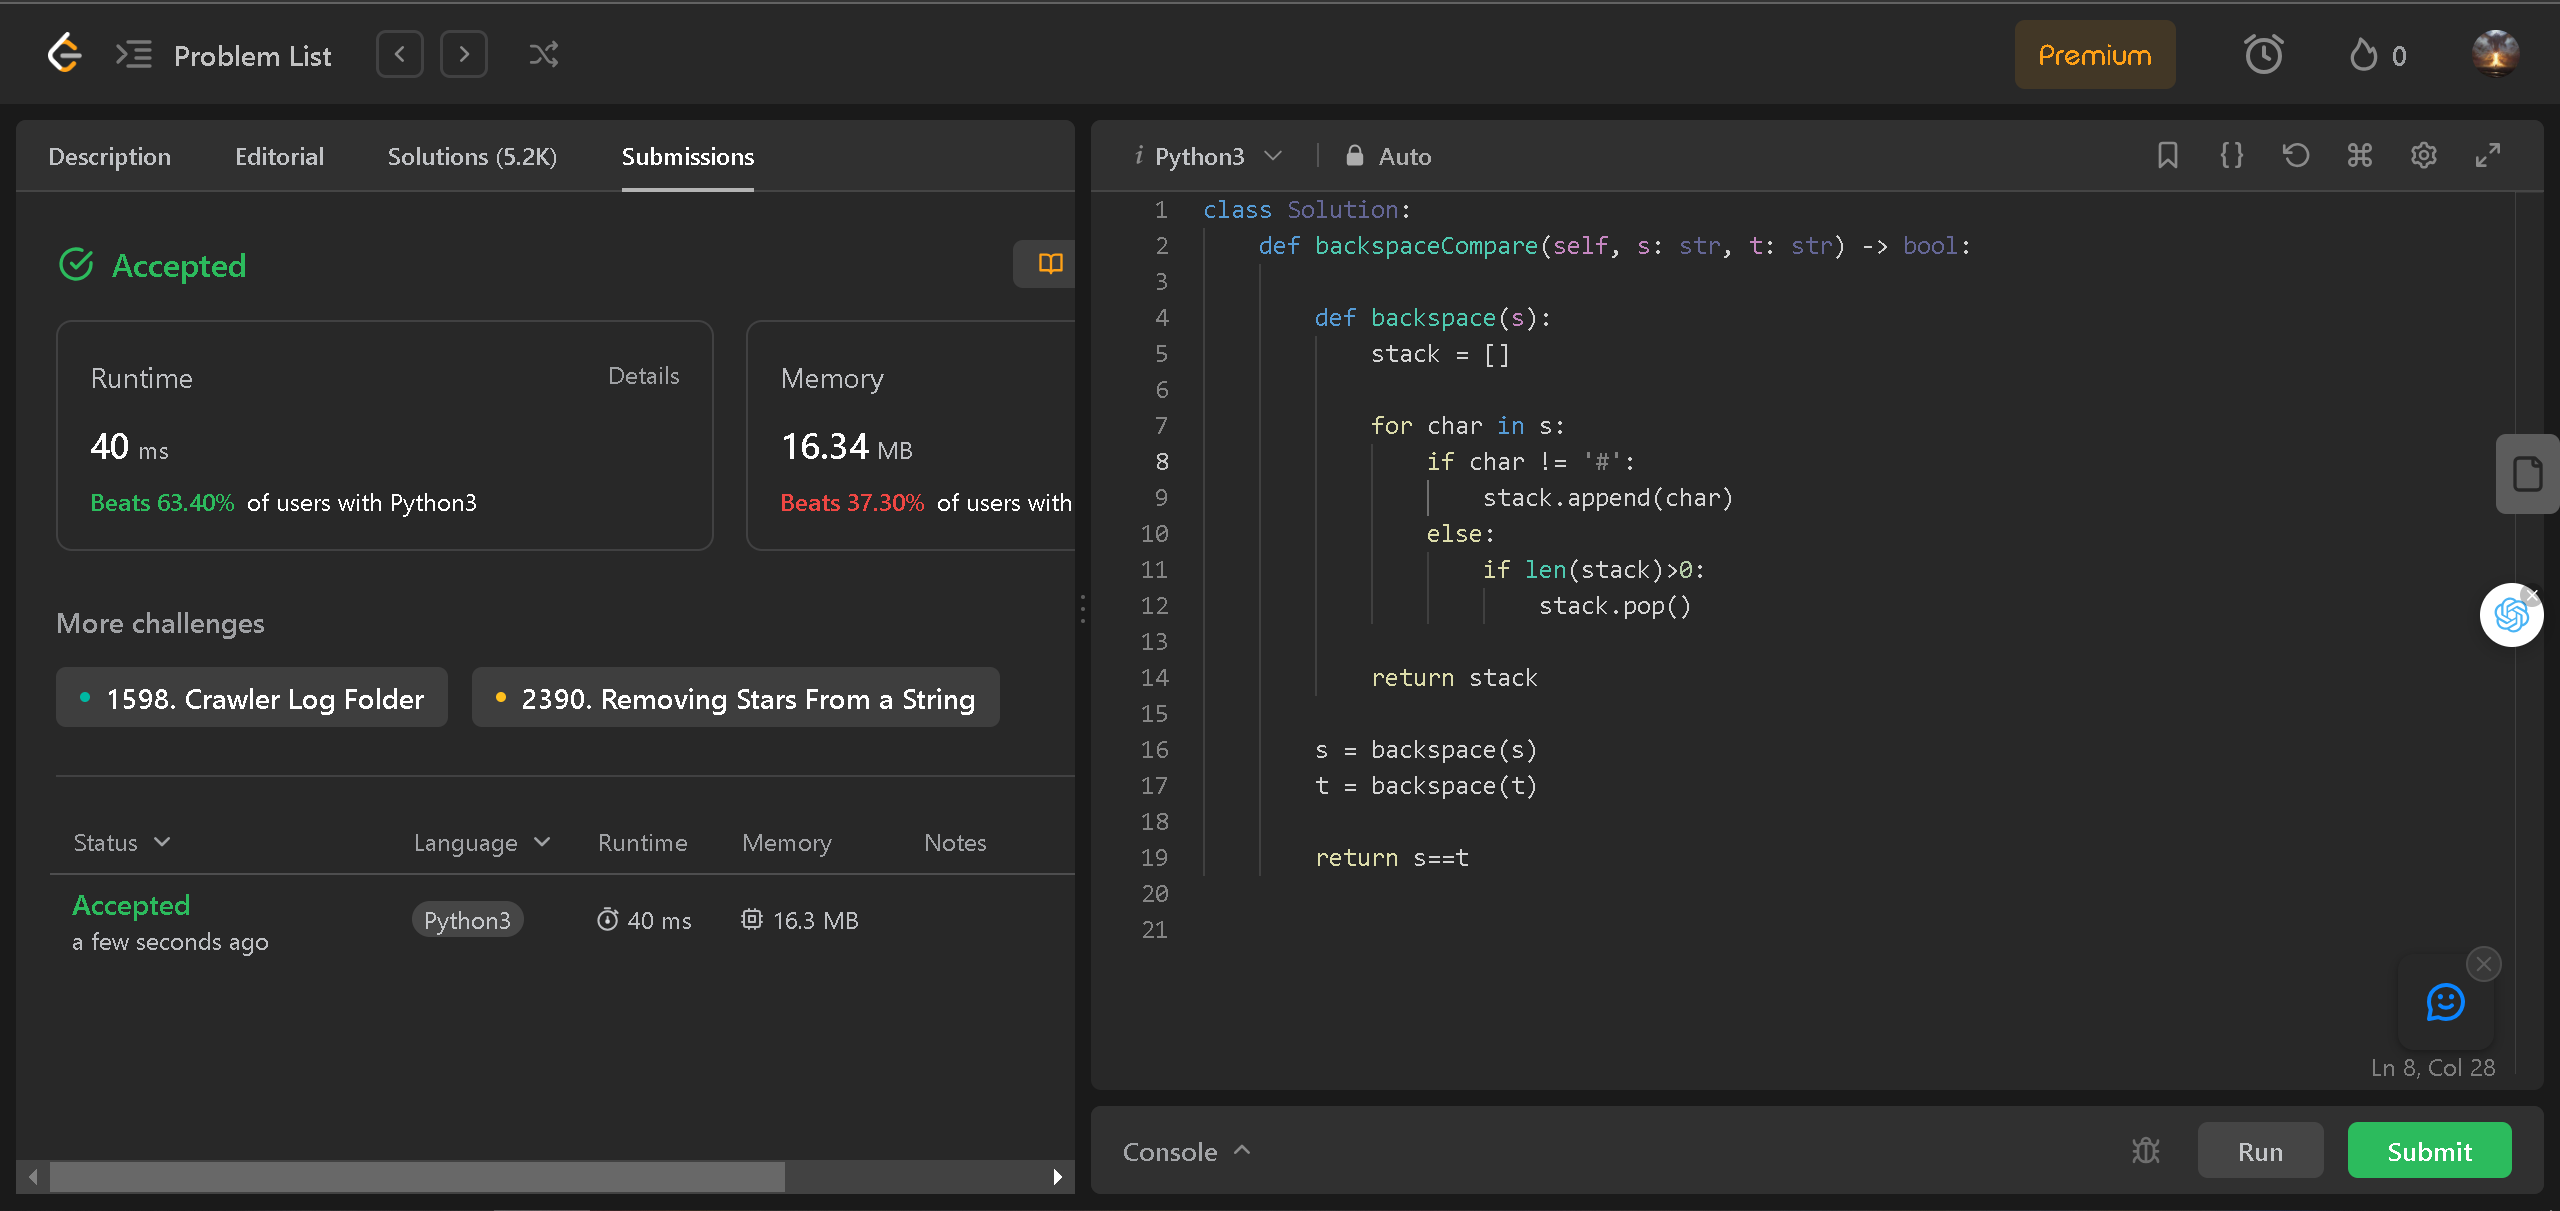 Problem List
Premium
0
Description Editorial Solutions (5.2K) Submissions
Accepted
Runtime Details
40 ms
Beats 63.40% of users with Python3
Memory
16.34 MB
Beats 37.30% of users with
More challenges
1598. Crawler Log Folder
2390. Removing Stars From a String
Status Language Runtime Memory Notes
Accepted Python3 40 ms 16.3 MB
a few seconds ago
i Python3 Auto
1 class Solution:
2     def backspaceCompare(self, s: str, t: str) -> bool:
3
4         def backspace(s):
5             stack = []
6
7             for char in s:
8                 if char != '#':
9                     stack.append(char)
10                 else:
11                     if len(stack)>0:
12                         stack.pop()
13
14             return stack
15
16         s = backspace(s)
17         t = backspace(t)
18
19         return s==t
20
21
Ln 8, Col 28
Console Run Submit